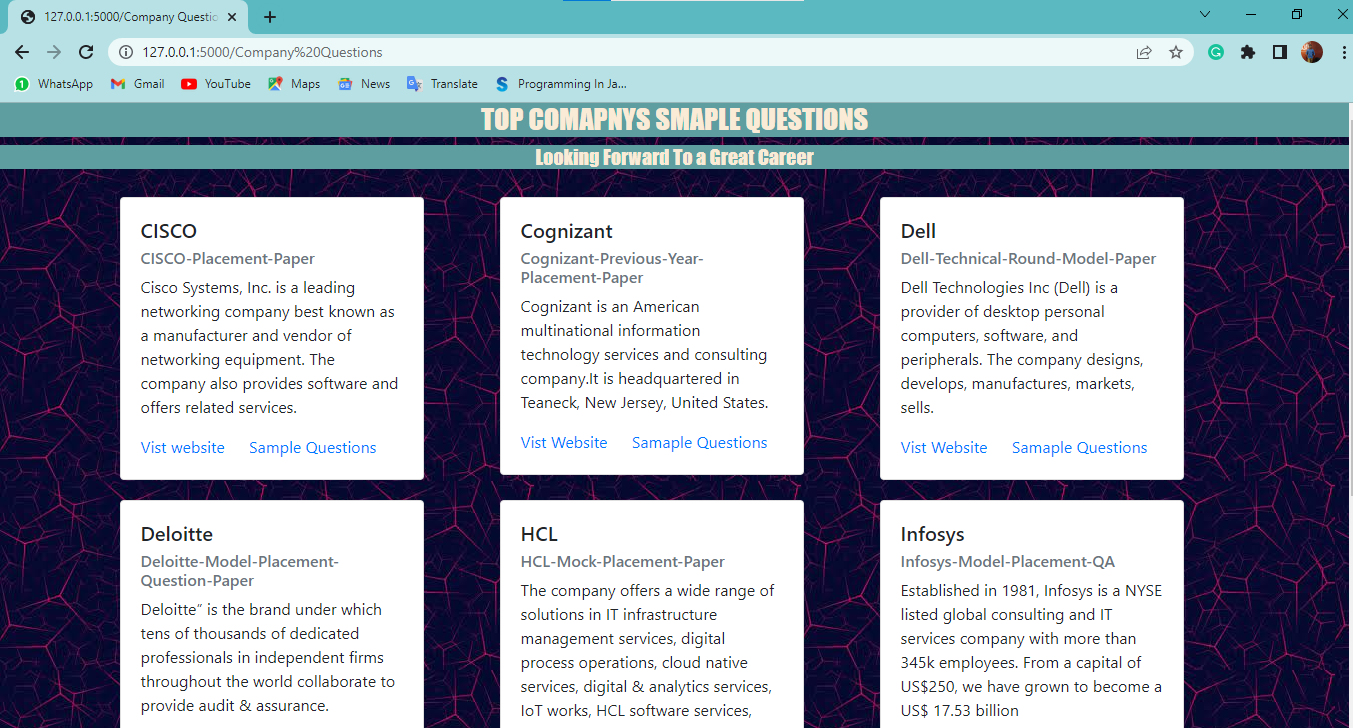 127.0.0.1:5000/Company Questio
127.0.0.1:5000/Company%20Questions
WhatsApp Gmail YouTube Maps News Translate Programming In Ja...
TOP COMAPNYS SMAPLE QUESTIONS
Looking Forward To a Great Career
CISCO
CISCO-Placement-Paper
Cisco Systems, Inc. is a leading
networking company best known as
a manufacturer and vendor of
networking equipment. The
company also provides software and
offers related services.
Vist website Sample Questions
Cognizant
Cognizant-Previous-Year-
Placement-Paper
Cognizant is an American
multinational information
technology services and consulting
company.It is headquartered in
Teaneck, New Jersey, United States.
Vist Website Samaple Questions
Dell
Dell-Technical-Round-Model-Paper
Dell Technologies Inc (Dell) is a
provider of desktop personal
computers, software, and
peripherals. The company designs,
develops, manufactures, markets,
sells.
Vist Website Samaple Questions
Deloitte
Deloitte-Model-Placement-
Question-Paper
Deloitte” is the brand under which
tens of thousands of dedicated
professionals in independent firms
throughout the world collaborate to
provide audit & assurance.
HCL
HCL-Mock-Placement-Paper
The company offers a wide range of
solutions in IT infrastructure
management services, digital
process operations, cloud native
services, digital & analytics services,
IoT works, HCL software services,
Infosys
Infosys-Model-Placement-QA
Established in 1981, Infosys is a NYSE
listed global consulting and IT
services company with more than
345k employees. From a capital of
US$250, we have grown to become a
US$ 17.53 billion